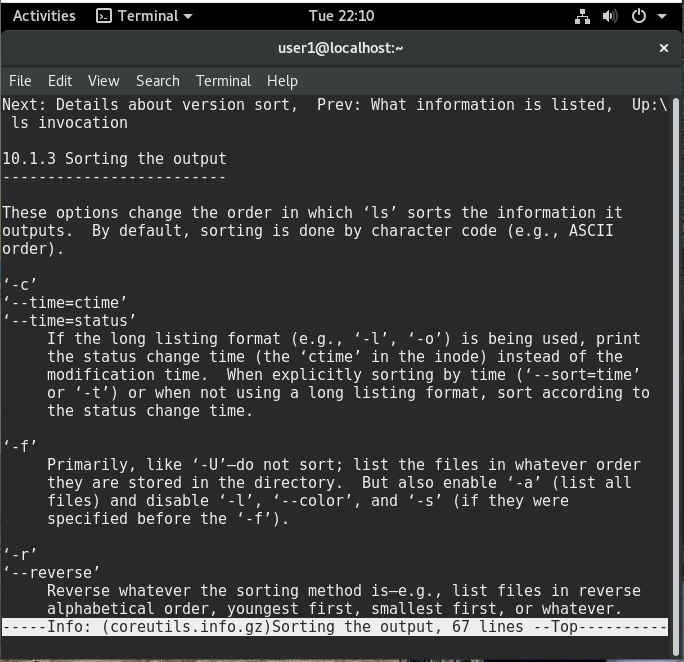 Activities Terminal Tue 22:10
user1@localhost:~
File Edit View Search Terminal Help
Next: Details about version sort,  Prev: What information is listed,  Up:\
 ls invocation
10.1.3 Sorting the output
-------------------------
These options change the order in which ‘ls’ sorts the information it
outputs.  By default, sorting is done by character code (e.g., ASCII
order).
‘-c’
‘--time=ctime’
‘--time=status’
     If the long listing format (e.g., ‘-l’, ‘-o’) is being used, print
     the status change time (the ‘ctime’ in the inode) instead of the
     modification time.  When explicitly sorting by time (‘--sort=time’
     or ‘-t’) or when not using a long listing format, sort according to
     the status change time.
‘-f’
     Primarily, like ‘-U’—do not sort; list the files in whatever order
     they are stored in the directory.  But also enable ‘-a’ (list all
     files) and disable ‘-l’, ‘--color’, and ‘-s’ (if they were
     specified before the ‘-f’).
‘-r’
‘--reverse’
     Reverse whatever the sorting method is—e.g., list files in reverse
     alphabetical order, youngest first, smallest first, or whatever.
-----Info: (coreutils.info.gz)Sorting the output, 67 lines --Top----------